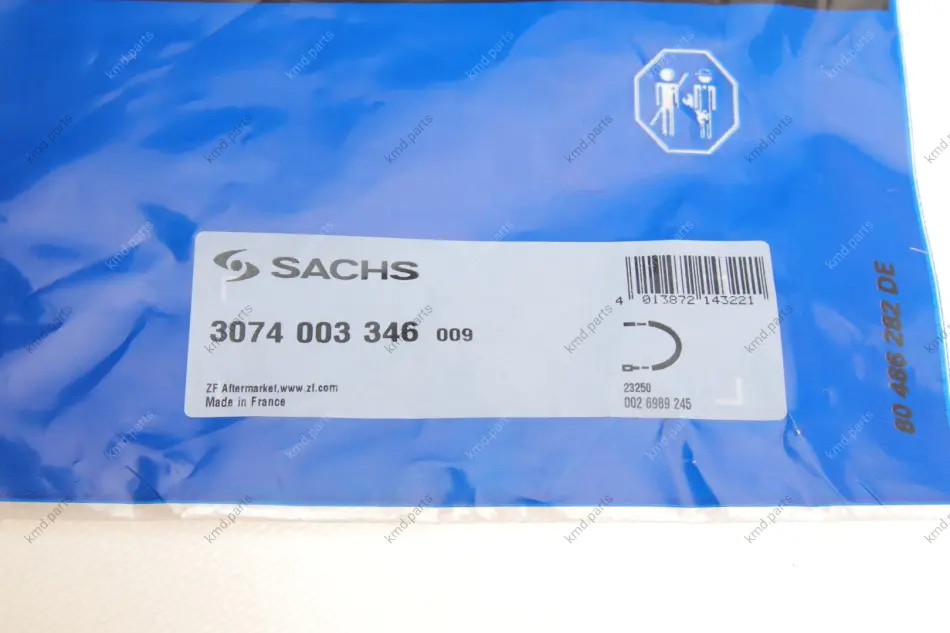 SACHS
3074 003 346 009
ZF Aftermarket,www.zf.com
Made in France
4 013872 143221
23250
002 6989 245
80 486 282 DE
kmd.parts